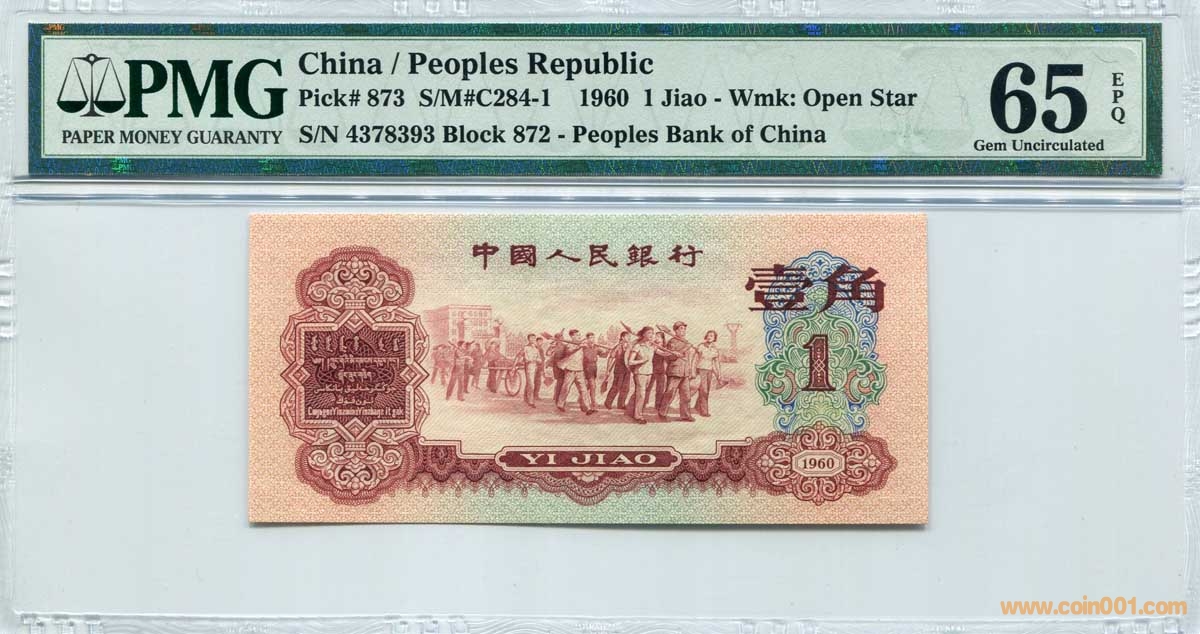 PMG
PAPER MONEY GUARANTY
China / Peoples Republic
Pick# 873 S/M#C284-1 1960 1 Jiao - Wmk: Open Star
S/N 4378393 Block 872 - Peoples Bank of China
65
EPQ
Gem Uncirculated
中國人民銀行
壹角
1
YI JIAO
1960
www.coin001.com